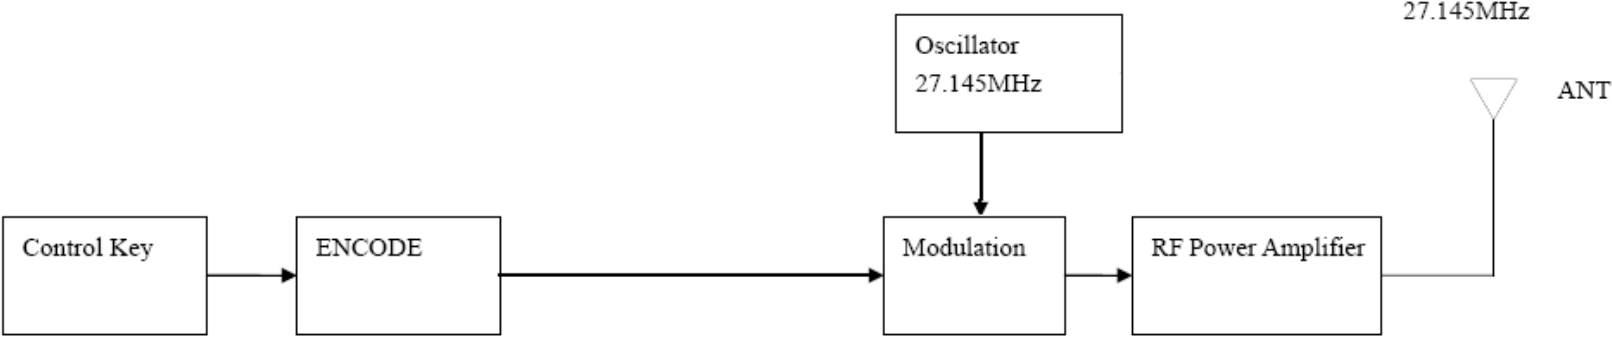 27.145MHz
Oscillator
27.145MHz
ANT
Control Key
ENCODE
Modulation
RF Power Amplifier